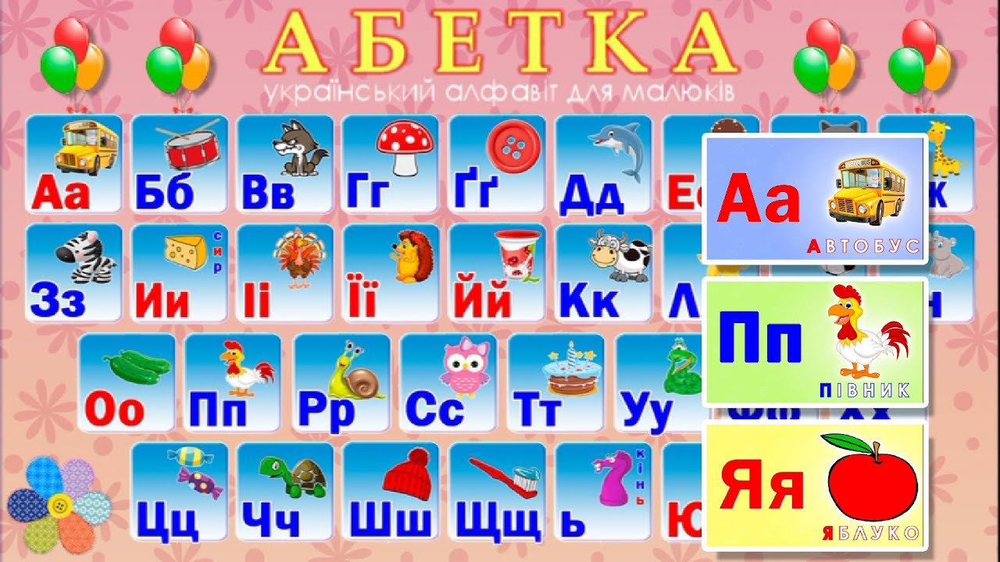 АБЕТКА
український алфавіт для малюків
Аа Бб Вв Гг Ґґ Дд
Зз Ии Іі Її Йй Кк
сир
Оо Пп Рр Сс Тт Уу
Цц Чч Шш Щщ ь
кінь
Аа
АВТОБУС
Пп
ПІВНИК
Яя
ЯБЛУКО